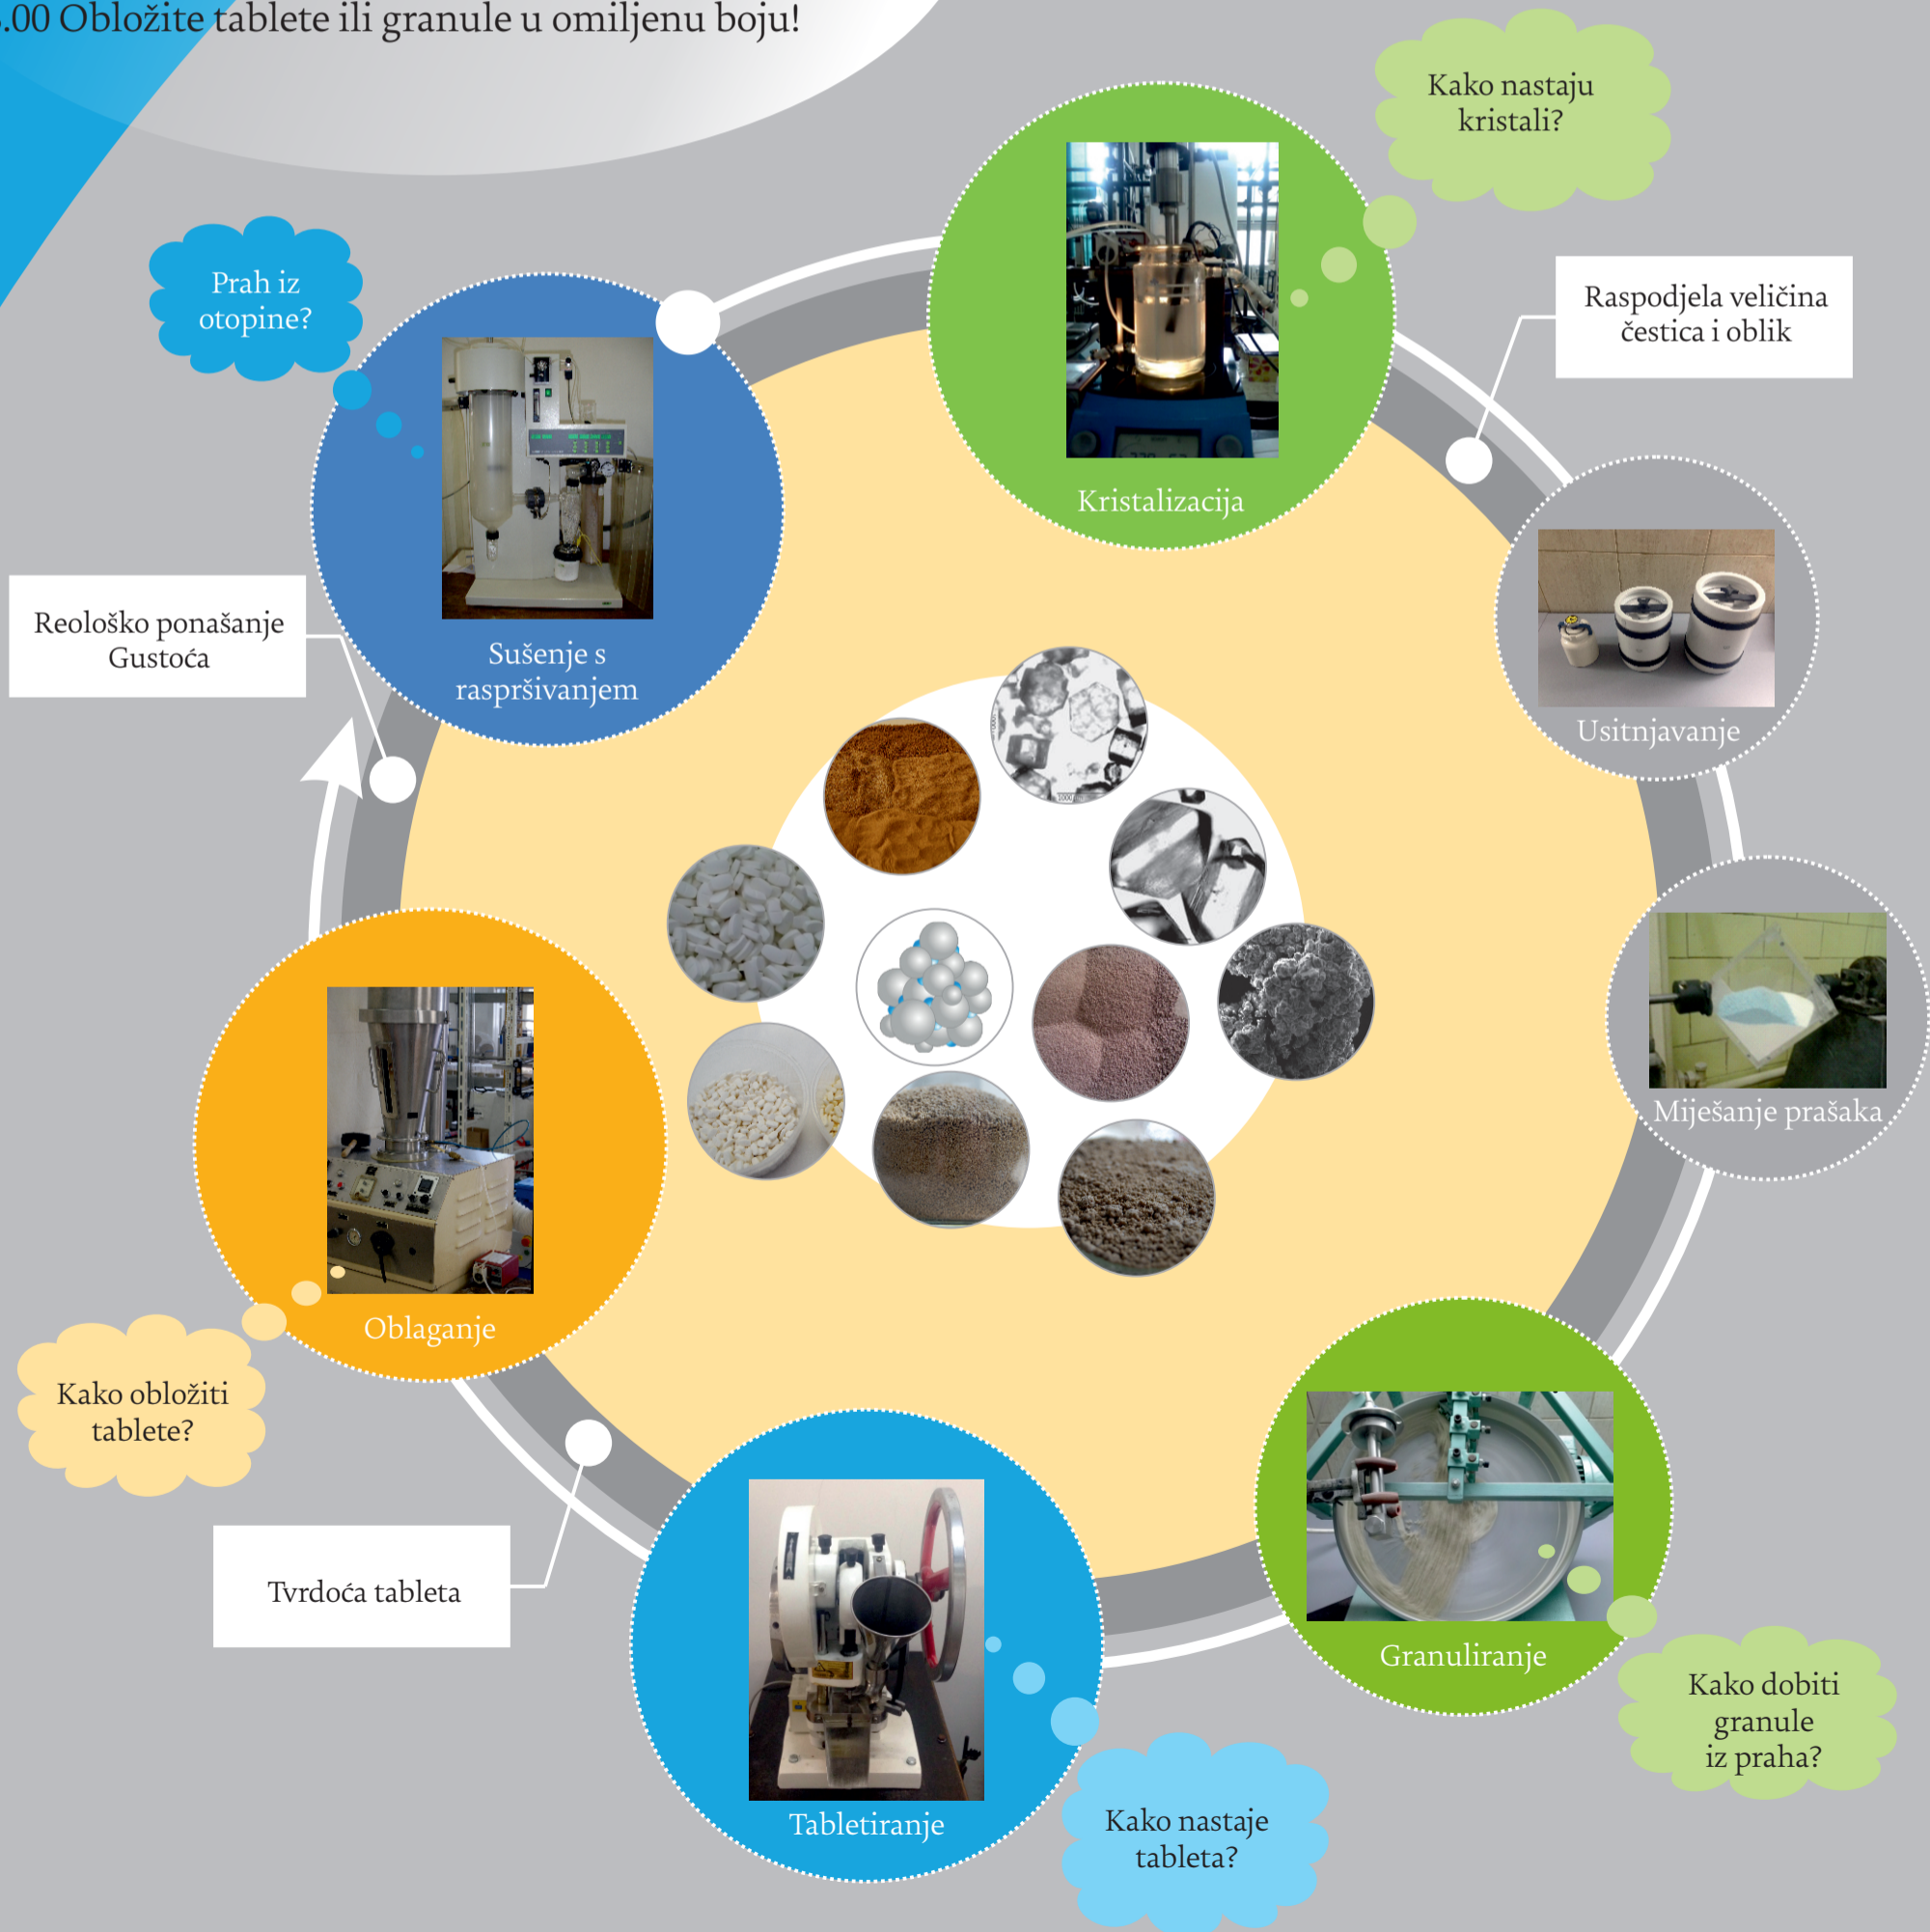 .00 Obložite tablete ili granule u omiljenu boju!
Kako nastaju
kristali?
Prah iz
otopine?
Raspodjela veličina
čestica i oblik
Kristalizacija
Reološko ponašanje
Gustoća
Sušenje s
raspršivanjem
Usitnjavanje
Miješanje prašaka
Oblaganje
Kako obložiti
tablete?
Tvrdoća tableta
Granuliranje
Kako dobiti
granule
iz praha?
Tabletiranje
Kako nastaje
tableta?